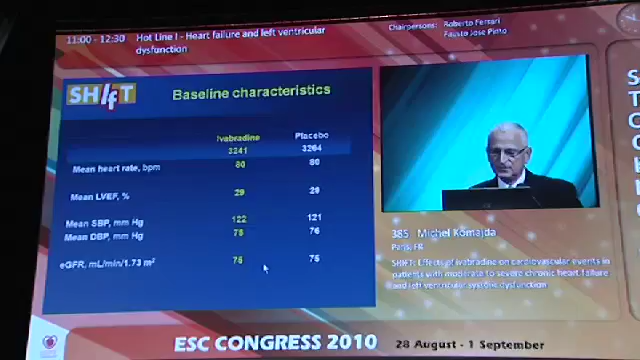 11:00 - 12:30
Hot Line I - Heart failure and left ventricular
dysfunction
Chairpersons: Roberto Ferrari
Fausto Jose Pinto
SHIfT
Baseline characteristics
Ivabradine Placebo
3241 3264
Mean heart rate, bpm 80 80
Mean LVEF, % 29 29
Mean SBP, mm Hg 122 121
Mean DBP, mm Hg 75 76
eGFR, mL/min/1.73 m² 75 75
385 Michel Komajda
Paris, FR
SHIFT: Effects of ivabradine on cardiovascular events in
patients with moderate to severe chronic heart failure
and left ventricular systolic dysfunction
ESC CONGRESS 2010 28 August - 1 September